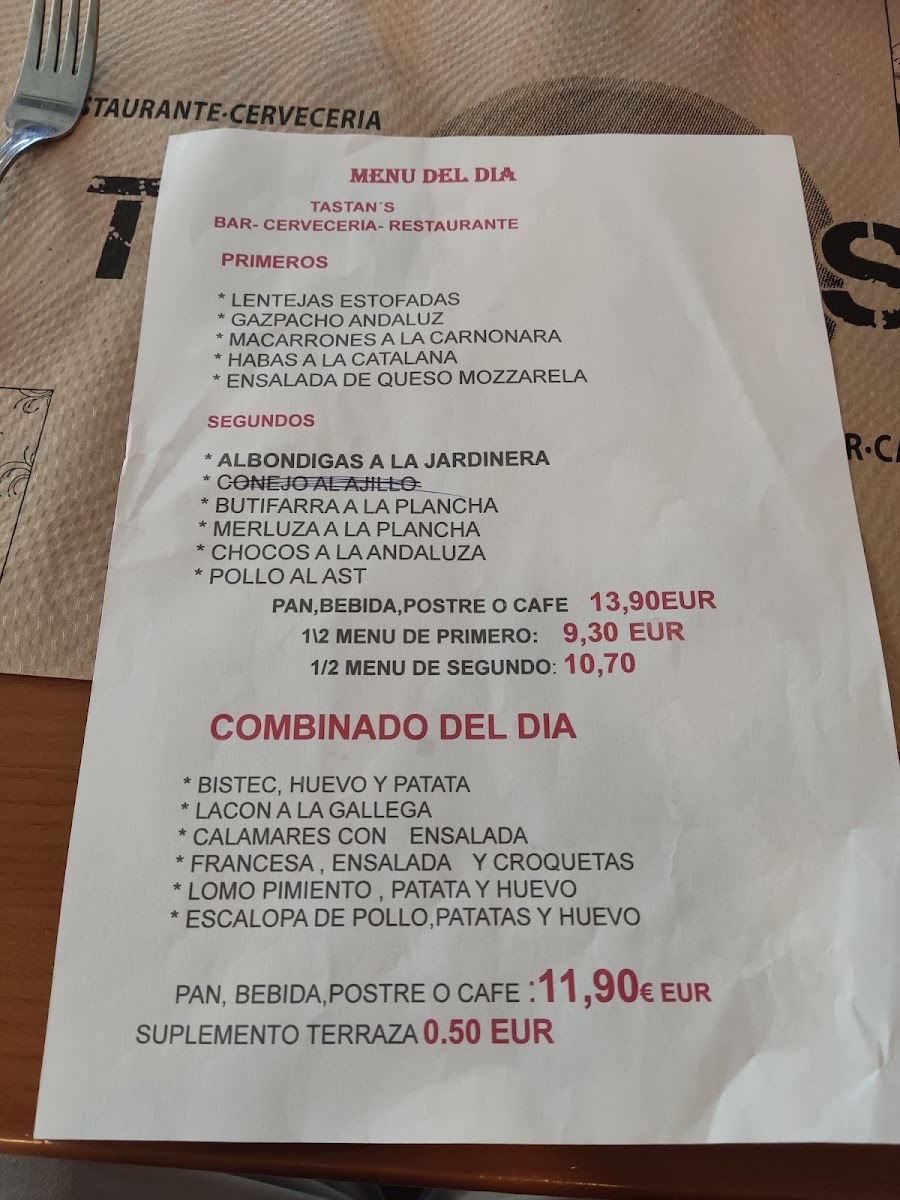 STAURANTE·CERVECERIA
T
S
R·CA
MENU DEL DIA
TASTAN´S
BAR- CERVECERIA- RESTAURANTE
PRIMEROS
* LENTEJAS ESTOFADAS
* GAZPACHO ANDALUZ
* MACARRONES A LA CARNONARA
* HABAS A LA CATALANA
* ENSALADA DE QUESO MOZZARELA
SEGUNDOS
* ALBONDIGAS A LA JARDINERA
* CONEJO AL AJILLO
* BUTIFARRA A LA PLANCHA
* MERLUZA A LA PLANCHA
* CHOCOS A LA ANDALUZA
* POLLO AL AST
PAN,BEBIDA,POSTRE O CAFE 13,90EUR
1\2 MENU DE PRIMERO: 9,30 EUR
1/2 MENU DE SEGUNDO: 10,70
COMBINADO DEL DIA
* BISTEC, HUEVO Y PATATA
* LACON A LA GALLEGA
* CALAMARES CON ENSALADA
* FRANCESA , ENSALADA Y CROQUETAS
* LOMO PIMIENTO , PATATA Y HUEVO
* ESCALOPA DE POLLO,PATATAS Y HUEVO
PAN, BEBIDA,POSTRE O CAFE :11,90€ EUR
SUPLEMENTO TERRAZA 0.50 EUR